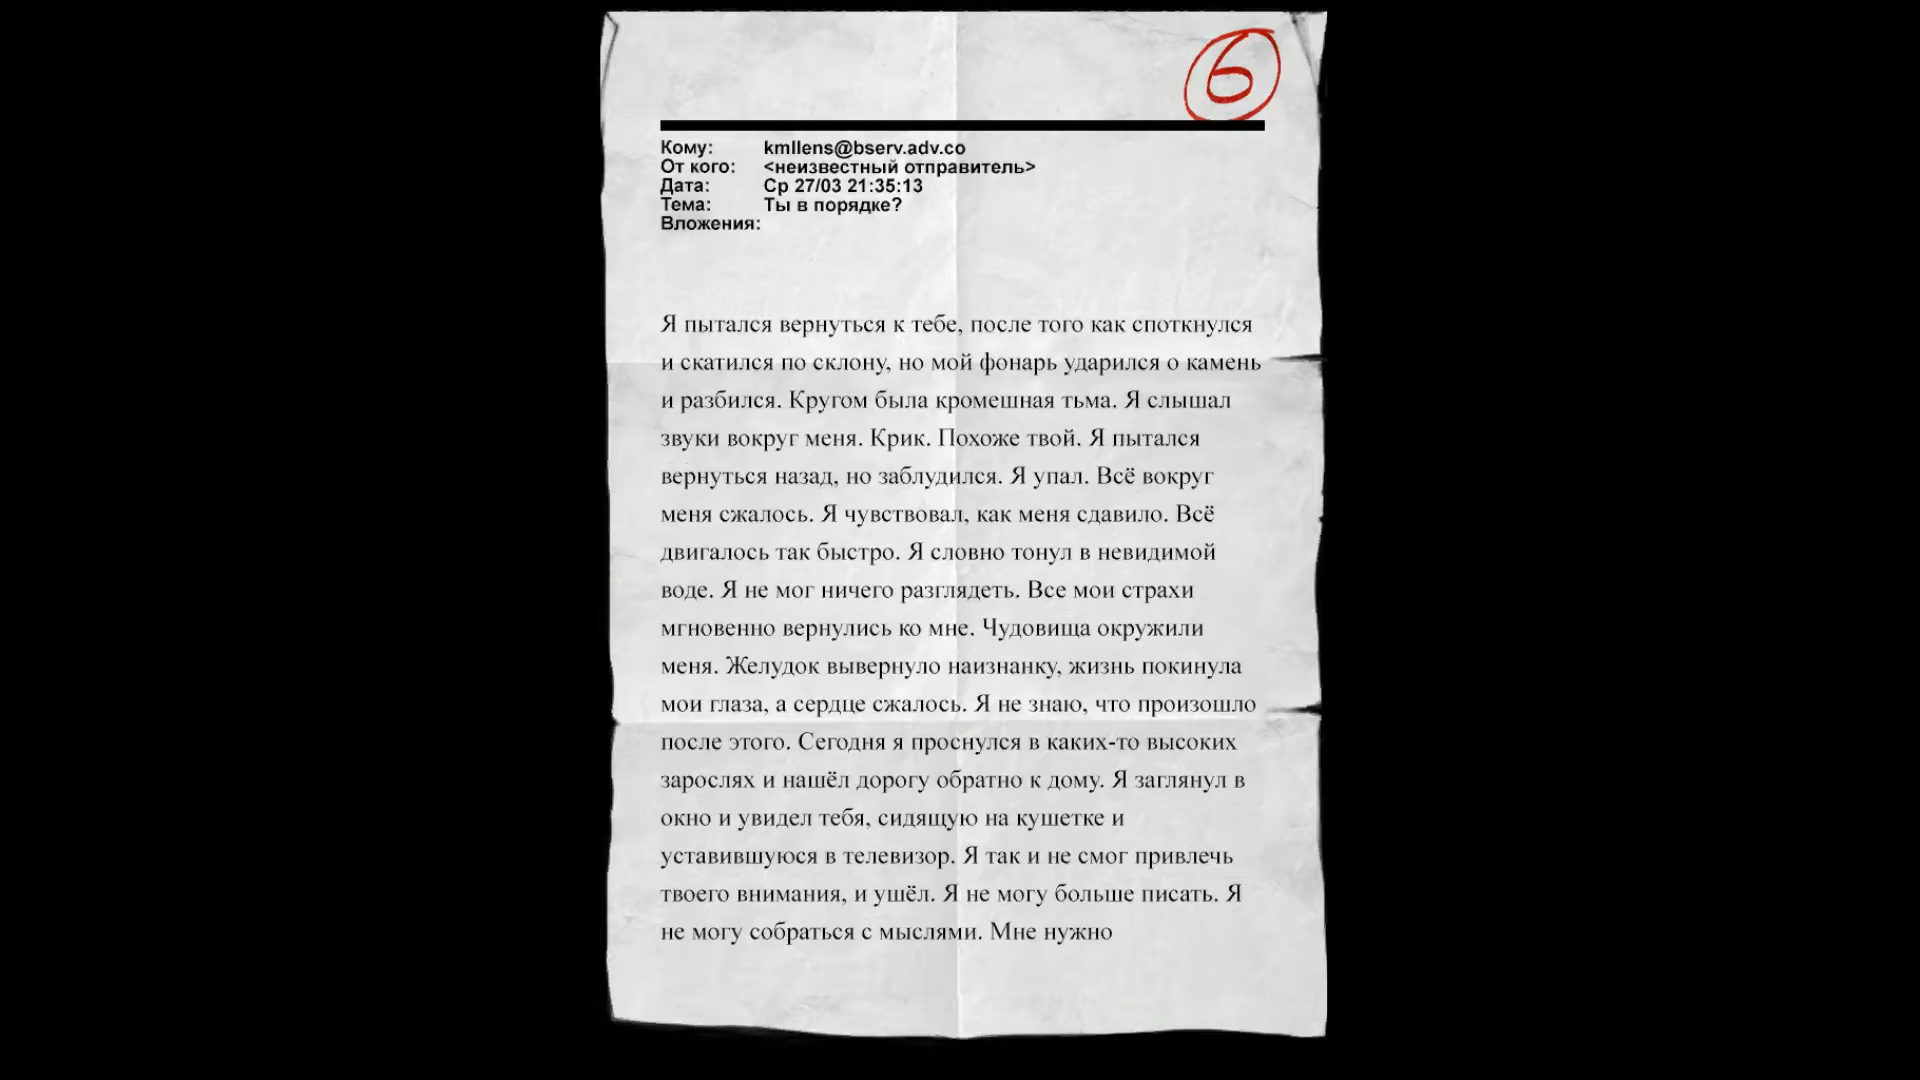 6
Кому: kmllens@bserv.adv.co
От кого: <неизвестный отправитель>
Дата: Ср 27/03 21:35:13
Тема: Ты в порядке?
Вложения:
Я пытался вернуться к тебе, после того как споткнулся
и скатился по склону, но мой фонарь ударился о камень
и разбился. Кругом была кромешная тьма. Я слышал
звуки вокруг меня. Крик. Похоже твой. Я пытался
вернуться назад, но заблудился. Я упал. Всё вокруг
меня сжалось. Я чувствовал, как меня сдавило. Всё
двигалось так быстро. Я словно тонул в невидимой
воде. Я не мог ничего разглядеть. Все мои страхи
мгновенно вернулись ко мне. Чудовища окружили
меня. Желудок вывернуло наизнанку, жизнь покинула
мои глаза, а сердце сжалось. Я не знаю, что произошло
после этого. Сегодня я проснулся в каких-то высоких
зарослях и нашёл дорогу обратно к дому. Я заглянул в
окно и увидел тебя, сидящую на кушетке и
уставившуюся в телевизор. Я так и не смог привлечь
твоего внимания, и ушёл. Я не могу больше писать. Я
не могу собраться с мыслями. Мне нужно